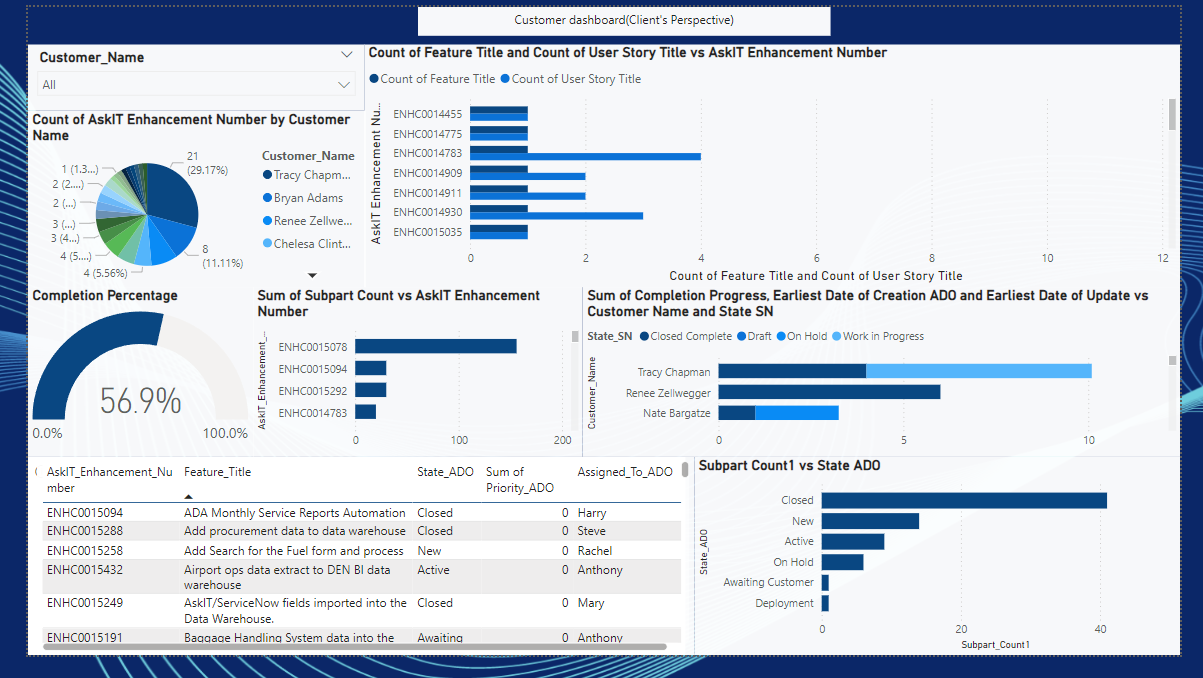 Customer dashboard(Client's Perspective)
Customer_Name
All
Count of AskIT Enhancement Number by Customer
Name
21
(29.17%)
8
(11.11%)
4 (5.56%)
4 (5....)
3 (4...)
3 (...)
2 (...)
2 (2....)
1 (1.3...)
Customer_Name
Tracy Chapm...
Bryan Adams
Renee Zellwe...
Chelesa Clint...
Count of Feature Title and Count of User Story Title vs AskIT Enhancement Number
Count of Feature Title Count of User Story Title
AskIT Enhancement Nu...
ENHC0014455
ENHC0014775
ENHC0014783
ENHC0014909
ENHC0014911
ENHC0014930
ENHC0015035
0 2 4 6 8 10 12
Count of Feature Title and Count of User Story Title
Completion Percentage
56.9%
0.0% 100.0%
Sum of Subpart Count vs AskIT Enhancement
Number
AskIT_Enhancement_...
ENHC0015078
ENHC0015094
ENHC0015292
ENHC0014783
0 100 200
Sum of Completion Progress, Earliest Date of Creation ADO and Earliest Date of Update vs
Customer Name and State SN
State_SN Closed Complete Draft On Hold Work in Progress
Customer_Name
Tracy Chapman
Renee Zellwegger
Nate Bargatze
0 5 10
AskIT_Enhancement_Nu
mber
Feature_Title
State_ADO
Sum of
Priority_ADO
Assigned_To_ADO
ENHC0015094 ADA Monthly Service Reports Automation Closed 0 Harry
ENHC0015288 Add procurement data to data warehouse Closed 0 Steve
ENHC0015258 Add Search for the Fuel form and process New 0 Rachel
ENHC0015432 Airport ops data extract to DEN BI data Active 0 Anthony
warehouse
ENHC0015249 AskIT/ServiceNow fields imported into the Closed 0 Mary
Data Warehouse.
ENHC0015191 Baggage Handling System data into the Awaiting 0 Anthony
Subpart Count1 vs State ADO
State_ADO
Closed
New
Active
On Hold
Awaiting Customer
Deployment
0 20 40
Subpart_Count1